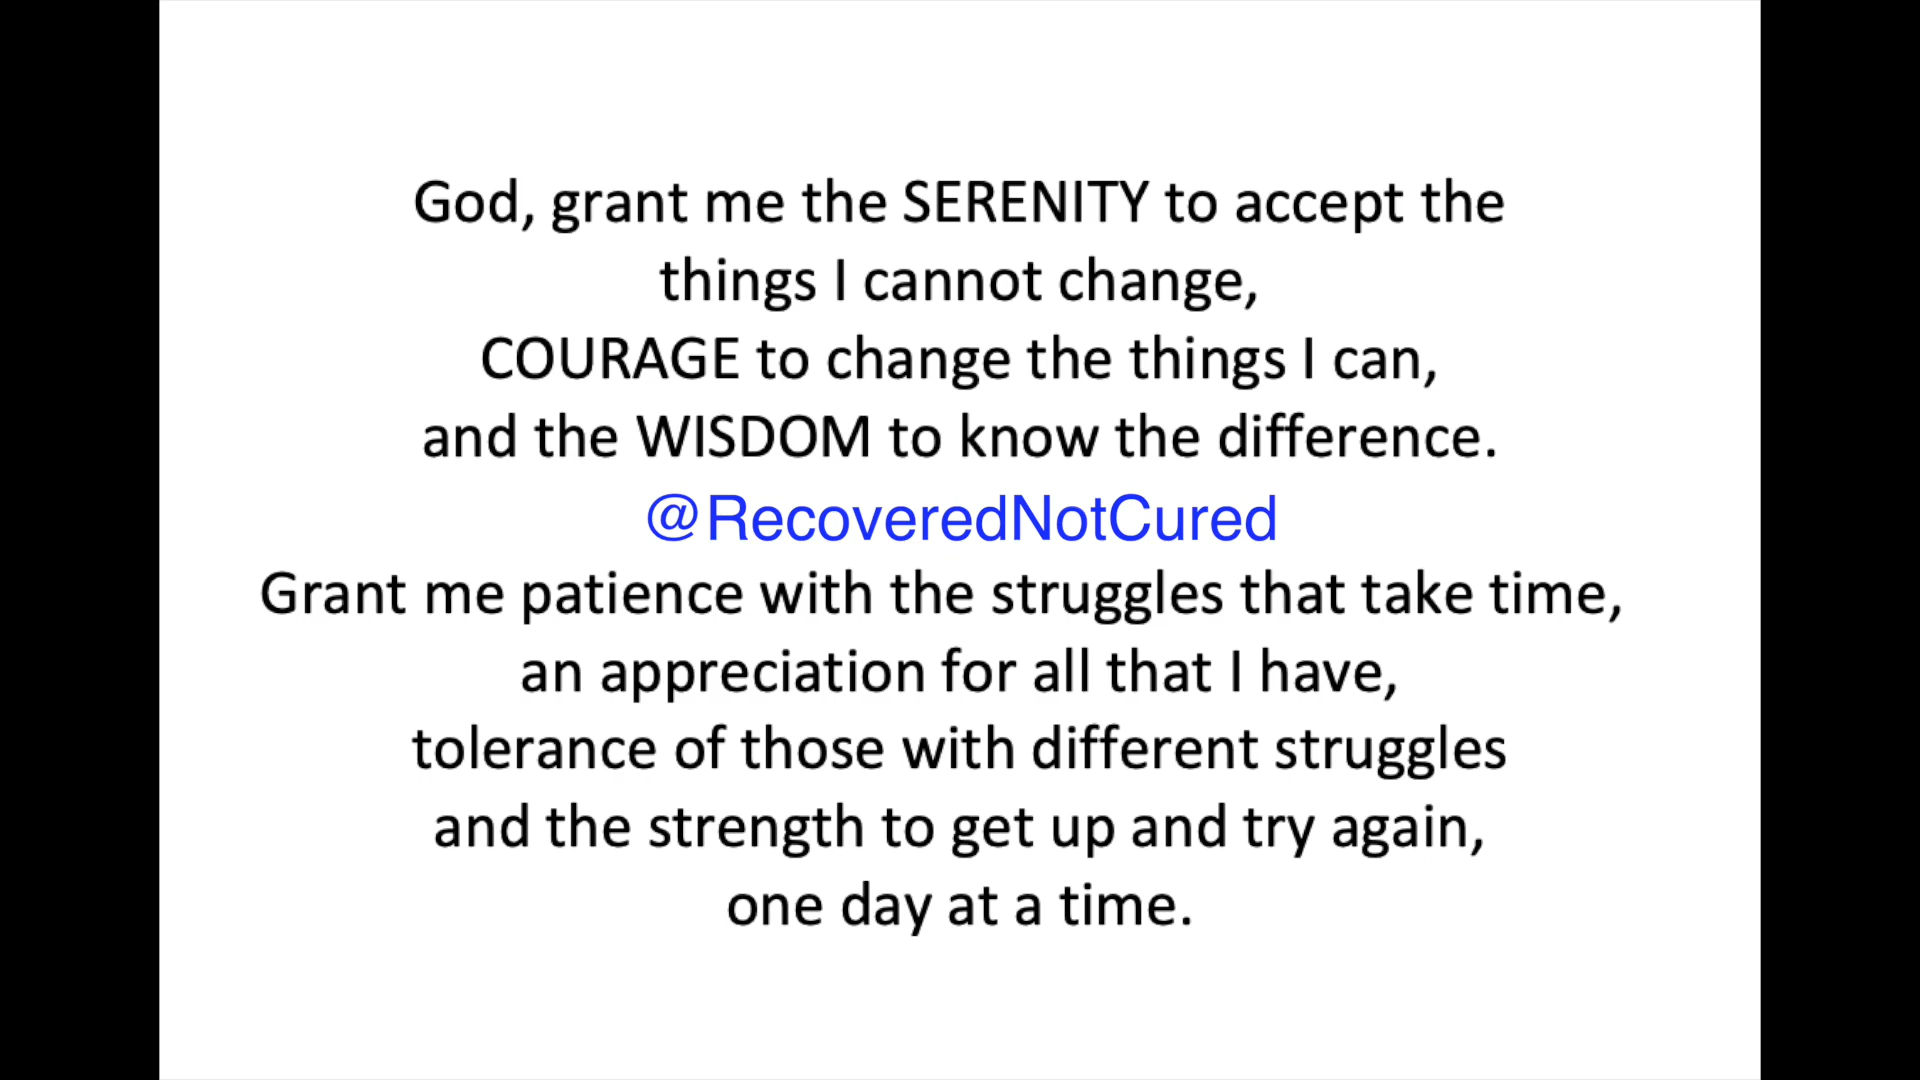 God, grant me the SERENITY to accept the
things I cannot change,
COURAGE to change the things I can,
and the WISDOM to know the difference.
@RecoveredNotCured
Grant me patience with the struggles that take time,
an appreciation for all that I have,
tolerance of those with different struggles
and the strength to get up and try again,
one day at a time.